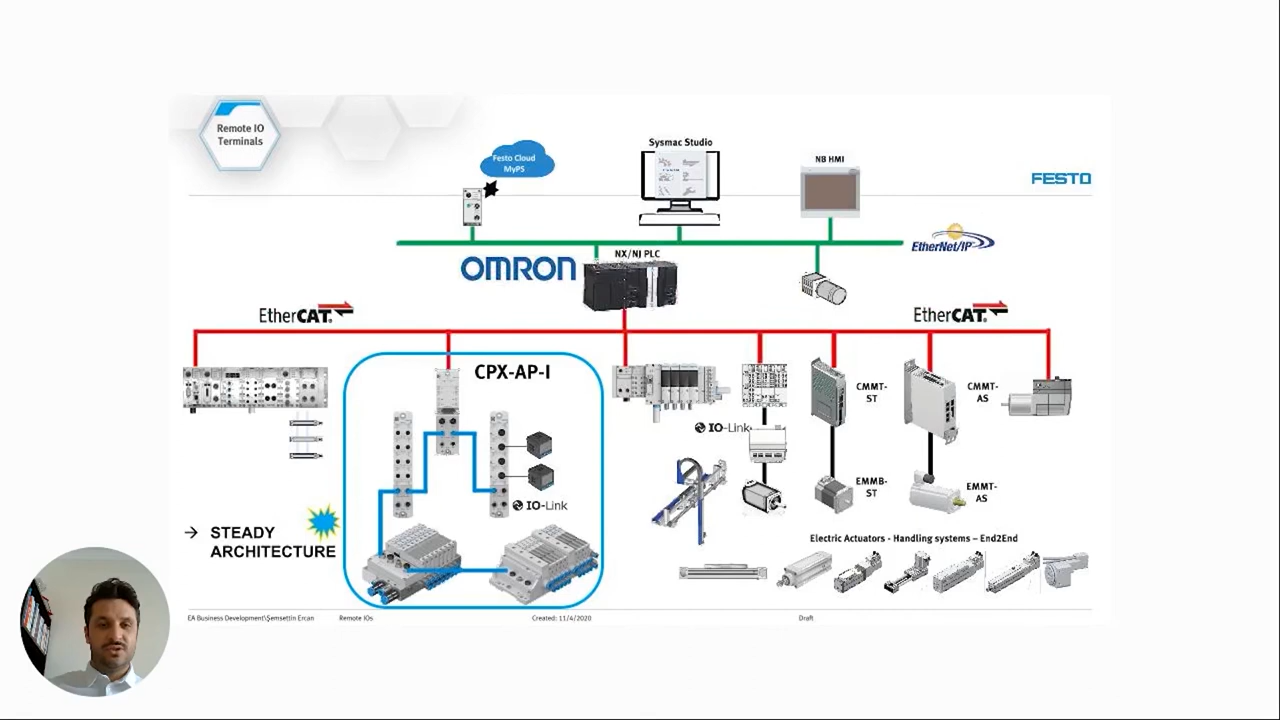 Remote IO
Terminals
Festo Cloud
MyPS
Sysmac Studio
NB HMI
FESTO
EtherNet/IP
OMRON
NX/NJ PLC
EtherCAT
EtherCAT
CPX-AP-I
CMMT-
ST
CMMT-
AS
IO-Link
IO-Link
EMMB-
ST
EMMT-
AS
→ STEADY
ARCHITECTURE
Electric Actuators - Handling systems – End2End
EA Business Development\Şemsettin Ercan
Remote IOs
Created: 11/4/2020
Draft